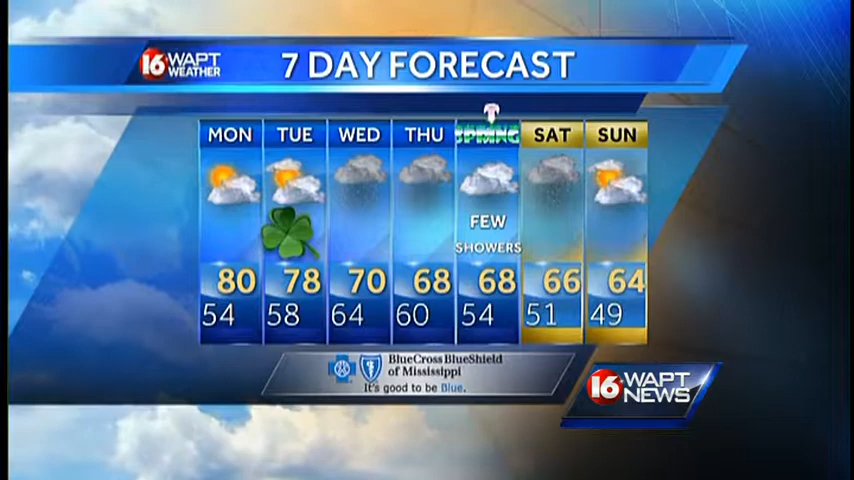 16 WAPT WEATHER
7 DAY FORECAST
MON TUE WED THU SPRING SAT SUN
FEW
SHOWERS
80 78 70 68 68 66 64
54 58 64 60 54 51 49
BlueCross BlueShield
of Mississippi
It's good to be Blue.
16 WAPT
NEWS